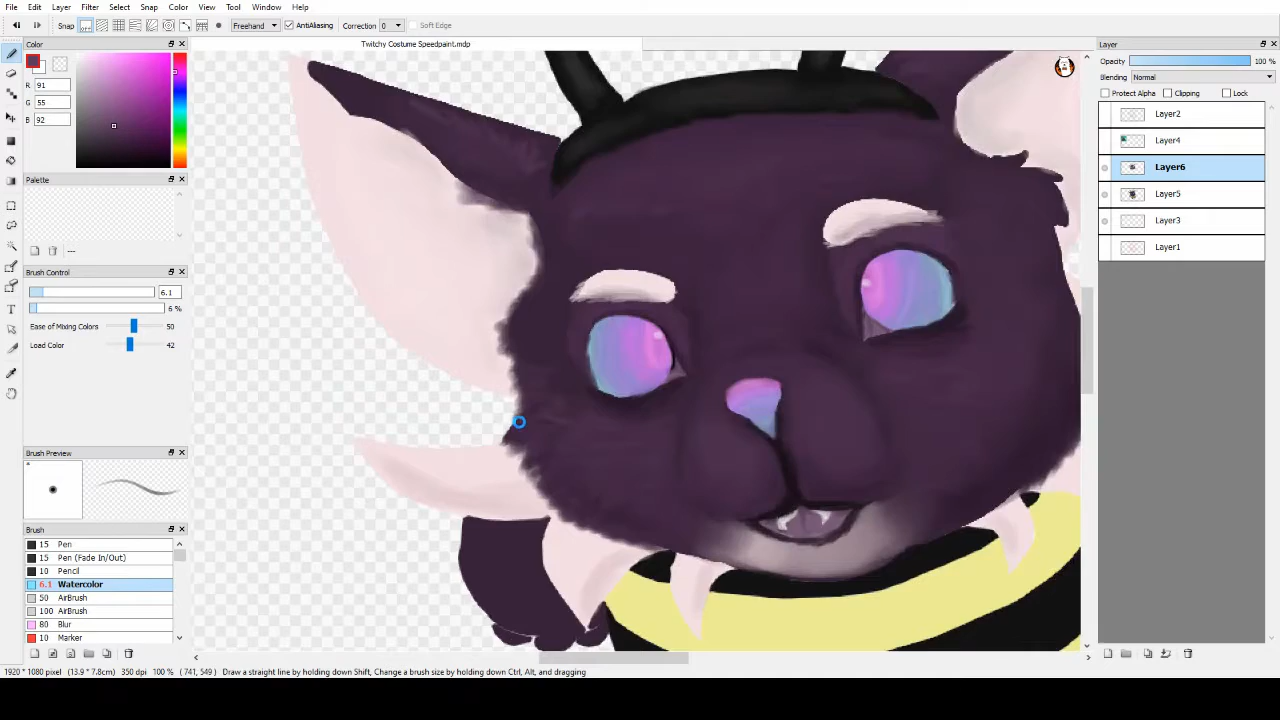 File Edit Layer Filter Select Snap Color View Tool Window Help
Snap Freehand AntiAliasing Correction 0 Soft Edge
Twitchy Costume Speedpaint.mdp
Color
R 91
G 55
B 92
Palette
---
Brush Control
6.1
6 %
Ease of Mixing Colors 50
Load Color 42
Brush Preview
Brush
15 Pen
15 Pen (Fade In/Out)
10 Pencil
6.1 Watercolor
50 AirBrush
100 AirBrush
80 Blur
10 Marker
Layer
Opacity 100 %
Blending Normal
Protect Alpha Clipping Lock
Layer2
Layer4
Layer6
Layer5
Layer3
Layer1
1920 * 1080 pixel (13.9 * 7.8cm) 350 dpi 100 % (741, 549) Draw a straight line by holding down Shift, Change a brush size by holding down Ctrl, Alt, and dragging